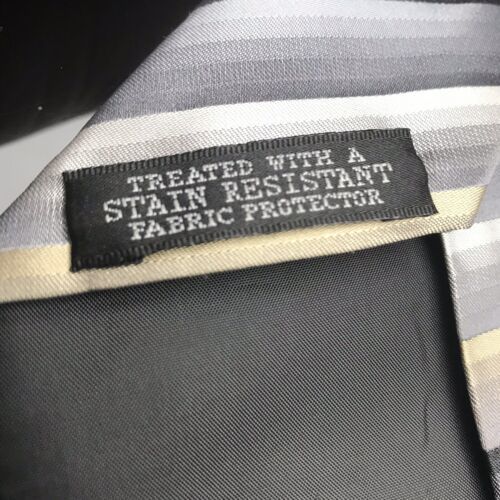 TREATED WITH A
STAIN RESISTANT
FABRIC PROTECTOR